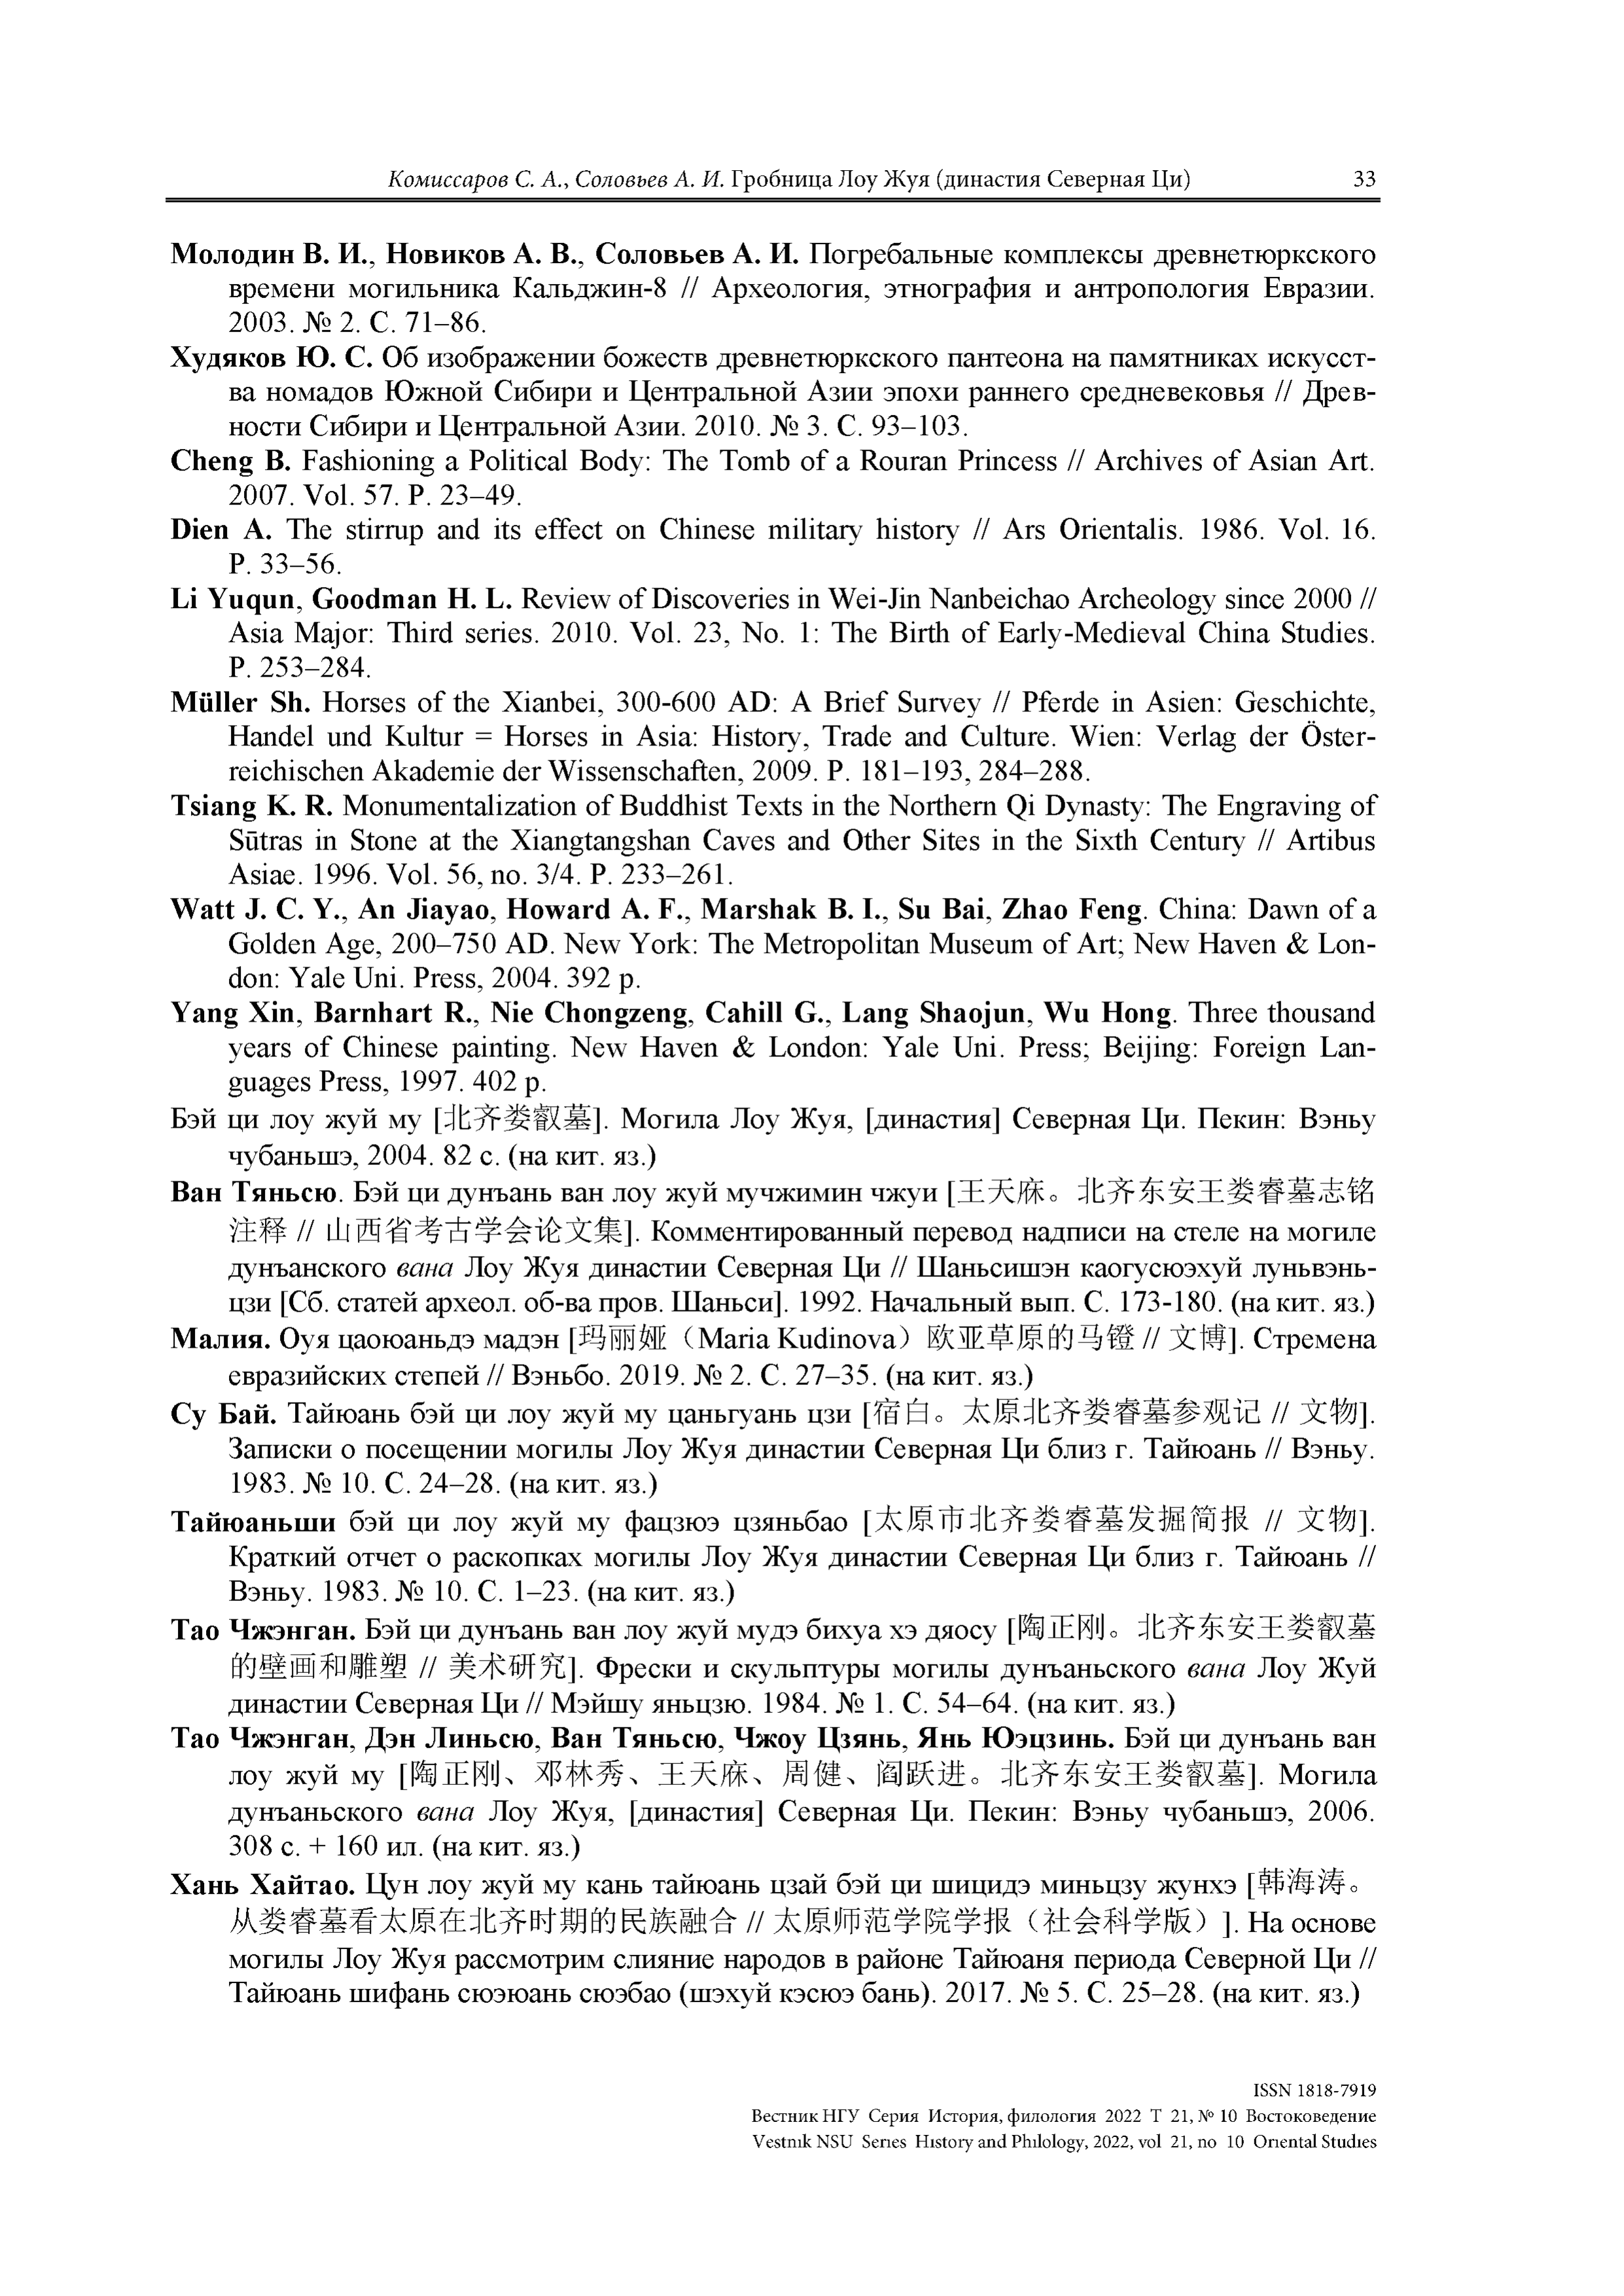 Комиссаров С. А., Соловьев А. И. Гробница Лоу Жуя (династия Северная Ци) 33
Молодин В. И., Новиков А. В., Соловьев А. И. Погребальные комплексы древнетюркского
времени могильника Кальджин-8 // Археология, этнография и антропология Евразии.
2003. № 2. С. 71–86.
Худяков Ю. С. Об изображении божеств древнетюркского пантеона на памятниках искусст-
ва номадов Южной Сибири и Центральной Азии эпохи раннего средневековья // Древ-
ности Сибири и Центральной Азии. 2010. № 3. С. 93–103.
Cheng B. Fashioning a Political Body: The Tomb of a Rouran Princess // Archives of Asian Art.
2007. Vol. 57. P. 23–49.
Dien A. The stirrup and its effect on Chinese military history // Ars Orientalis. 1986. Vol. 16.
P. 33–56.
Li Yuqun, Goodman H. L. Review of Discoveries in Wei-Jin Nanbeichao Archeology since 2000 //
Asia Major: Third series. 2010. Vol. 23, No. 1: The Birth of Early-Medieval China Studies.
P. 253–284.
Müller Sh. Horses of the Xianbei, 300-600 AD: A Brief Survey // Pferde in Asien: Geschichte,
Handel und Kultur = Horses in Asia: History, Trade and Culture. Wien: Verlag der Öster-
reichischen Akademie der Wissenschaften, 2009. P. 181–193, 284–288.
Tsiang K. R. Monumentalization of Buddhist Texts in the Northern Qi Dynasty: The Engraving of
Sūtras in Stone at the Xiangtangshan Caves and Other Sites in the Sixth Century // Artibus
Asiae. 1996. Vol. 56, no. 3/4. P. 233–261.
Watt J. C. Y., An Jiayao, Howard A. F., Marshak B. I., Su Bai, Zhao Feng. China: Dawn of a
Golden Age, 200–750 AD. New York: The Metropolitan Museum of Art; New Haven & Lon-
don: Yale Uni. Press, 2004. 392 p.
Yang Xin, Barnhart R., Nie Chongzeng, Cahill G., Lang Shaojun, Wu Hong. Three thousand
years of Chinese painting. New Haven & London: Yale Uni. Press; Beijing: Foreign Lan-
guages Press, 1997. 402 p.
Бэй ци лоу жуй му [北齐娄叡墓]. Могила Лоу Жуя, [династия] Северная Ци. Пекин: Вэньу
чубаньшэ, 2004. 82 с. (на кит. яз.)
Ван Тяньсю. Бэй ци дунъань ван лоу жуй мучжимин чжуи [王天庥。北齐东安王娄睿墓志铭
注释 // 山西省考古学会论文集]. Комментированный перевод надписи на стеле на могиле
дунъанского вана Лоу Жуя династии Северная Ци // Шаньсишэн каогусюэхуй луньвэнь-
цзи [Сб. статей археол. об-ва пров. Шаньси]. 1992. Начальный вып. С. 173-180. (на кит. яз.)
Малия. Оуя цаоюаньдэ мадэн [玛丽娅（Maria Kudinova）欧亚草原的马镫 // 文博]. Стремена
евразийских степей // Вэньбо. 2019. № 2. С. 27–35. (на кит. яз.)
Су Бай. Тайюань бэй ци лоу жуй му цаньгуань цзи [宿白。太原北齐娄睿墓参观记 // 文物].
Записки о посещении могилы Лоу Жуя династии Северная Ци близ г. Тайюань // Вэньу.
1983. № 10. С. 24–28. (на кит. яз.)
Тайюаньши бэй ци лоу жуй му фацзюэ цзяньбао [太原市北齐娄睿墓发掘简报 // 文物].
Краткий отчет о раскопках могилы Лоу Жуя династии Северная Ци близ г. Тайюань //
Вэньу. 1983. № 10. С. 1–23. (на кит. яз.)
Тао Чжэнган. Бэй ци дунъань ван лоу жуй мудэ бихуа хэ дяосу [陶正刚。北齐东安王娄叡墓
的壁画和雕塑 // 美术研究]. Фрески и скульптуры могилы дунъаньского вана Лоу Жуй
династии Северная Ци // Мэйшу яньцзю. 1984. № 1. С. 54–64. (на кит. яз.)
Тао Чжэнган, Дэн Линьсю, Ван Тяньсю, Чжоу Цзянь, Янь Юэцзинь. Бэй ци дунъань ван
лоу жуй му [陶正刚、邓林秀、王天庥、周健、阎跃进。北齐东安王娄叡墓]. Могила
дунъаньского вана Лоу Жуя, [династия] Северная Ци. Пекин: Вэньу чубаньшэ, 2006.
308 с. + 160 ил. (на кит. яз.)
Хань Хайтао. Цун лоу жуй му кань тайюань цзай бэй ци шицидэ миньцзу жунхэ [韩海涛。
从娄睿墓看太原在北齐时期的民族融合 // 太原师范学院学报（社会科学版）]. На основе
могилы Лоу Жуя рассмотрим слияние народов в районе Тайюаня периода Северной Ци //
Тайюань шифань сюэюань сюэбао (шэхуй кэсюэ бань). 2017. № 5. С. 25–28. (на кит. яз.)
ISSN 1818-7919
Вестник НГУ Серия История, филология 2022 Т 21, № 10 Востоковедение
Vestnik NSU Series History and Philology, 2022, vol 21, no 10 Oriental Studies